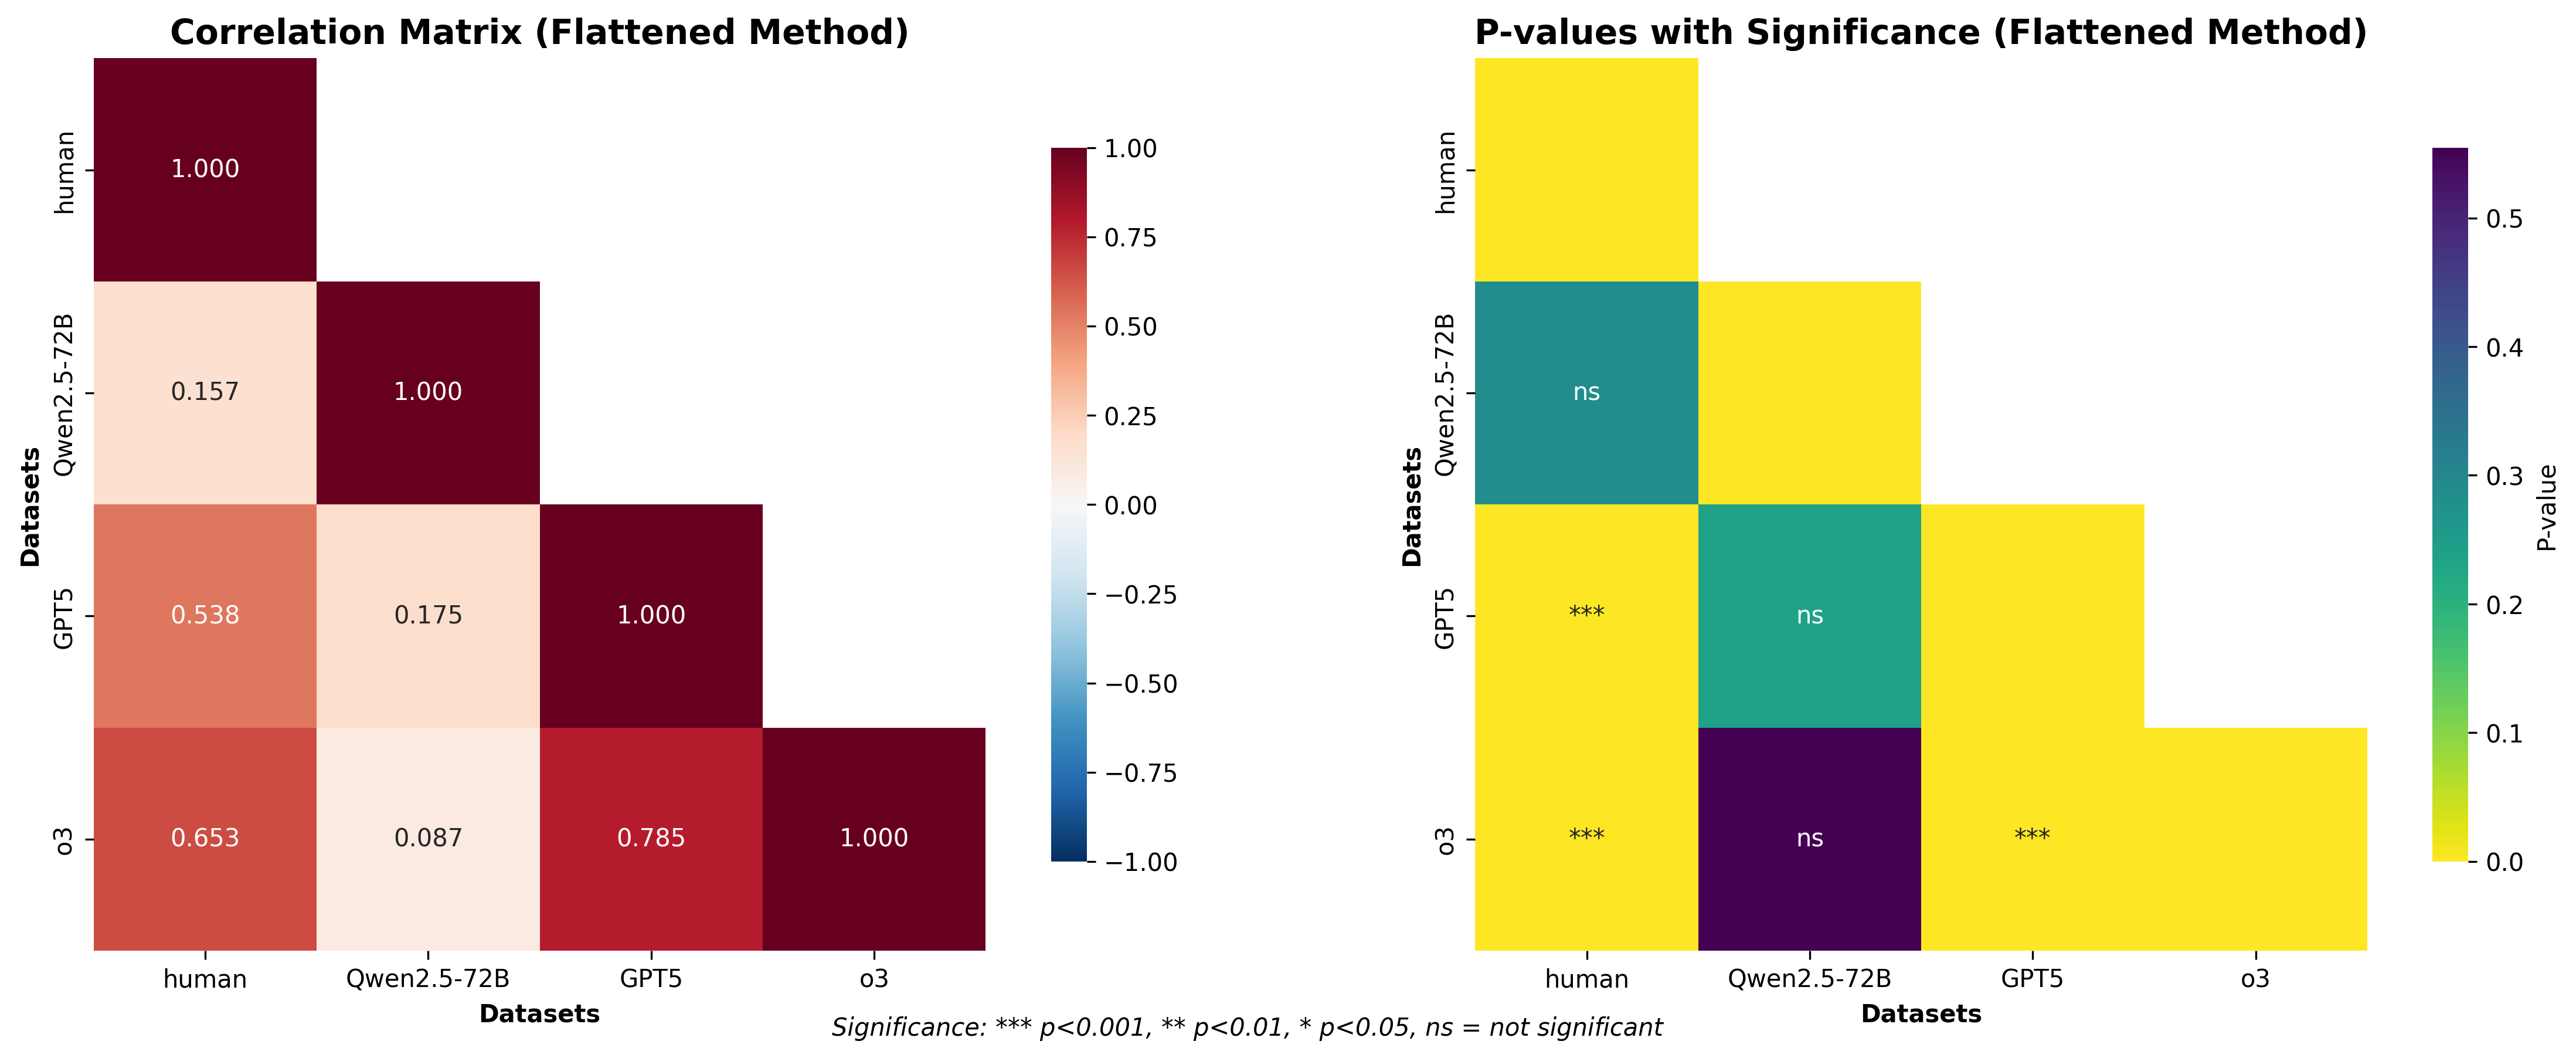 Correlation Matrix (Flattened Method)
human
Qwen2.5-72B
GPT5
o3
Datasets
1.000
0.157
1.000
0.538
0.175
1.000
0.653
0.087
0.785
1.000
human
Qwen2.5-72B
GPT5
o3
Datasets
1.00
0.75
0.50
0.25
0.00
−0.25
−0.50
−0.75
−1.00
P-values with Significance (Flattened Method)
human
Qwen2.5-72B
GPT5
o3
Datasets
ns
***
ns
***
ns
***
human
Qwen2.5-72B
GPT5
o3
Datasets
0.5
0.4
0.3
0.2
0.1
0.0
P-value
Significance: *** p<0.001, ** p<0.01, * p<0.05, ns = not significant